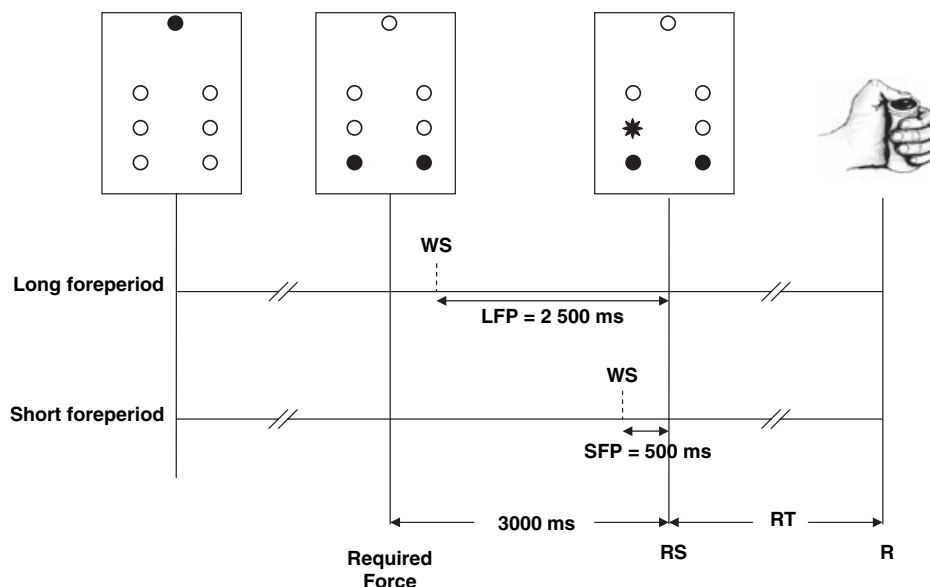 WS
Long foreperiod
LFP = 2 500 ms
WS
Short foreperiod
SFP = 500 ms
3000 ms
RT
Required
Force
RS
R